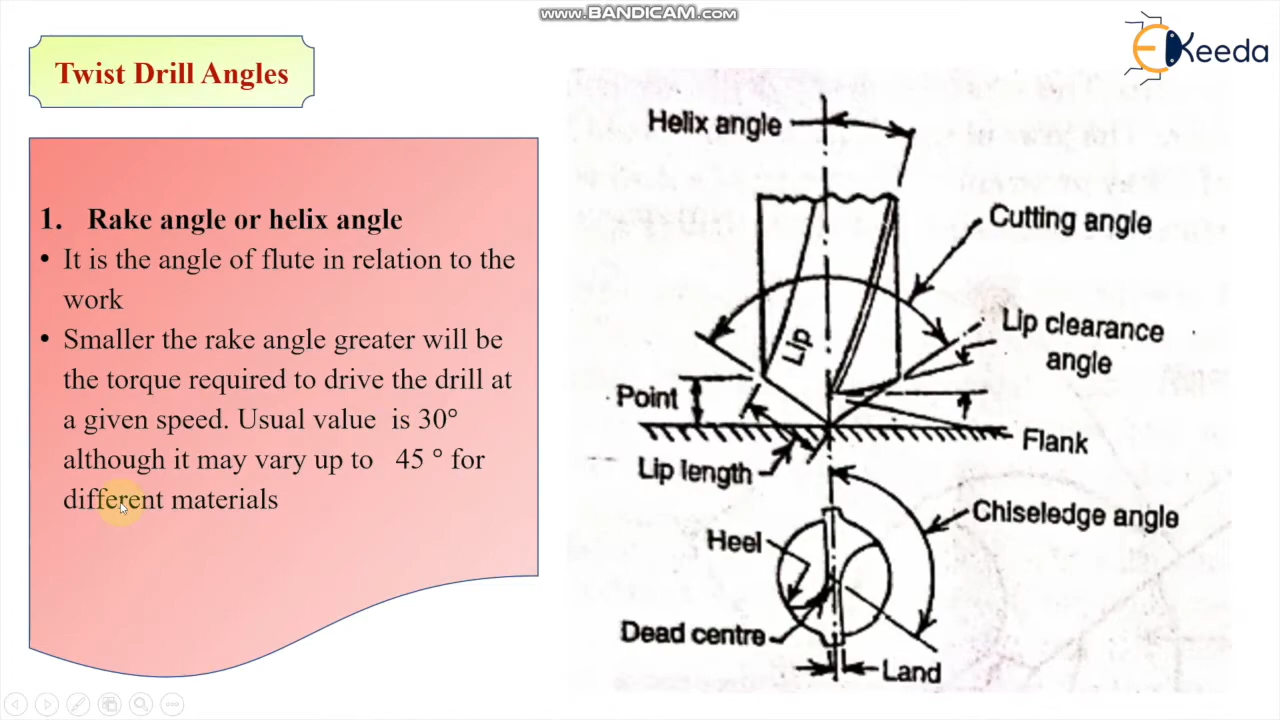 www.BANDICAM.com
EKeeda
Twist Drill Angles
1. Rake angle or helix angle
• It is the angle of flute in relation to the
work
• Smaller the rake angle greater will be
the torque required to drive the drill at
a given speed. Usual value is 30°
although it may vary up to 45 ° for
different materials
Helix angle
Cutting angle
Lip
Lip clearance
angle
Point
Flank
Lip length
Chiseledge angle
Heel
Dead centre
Land